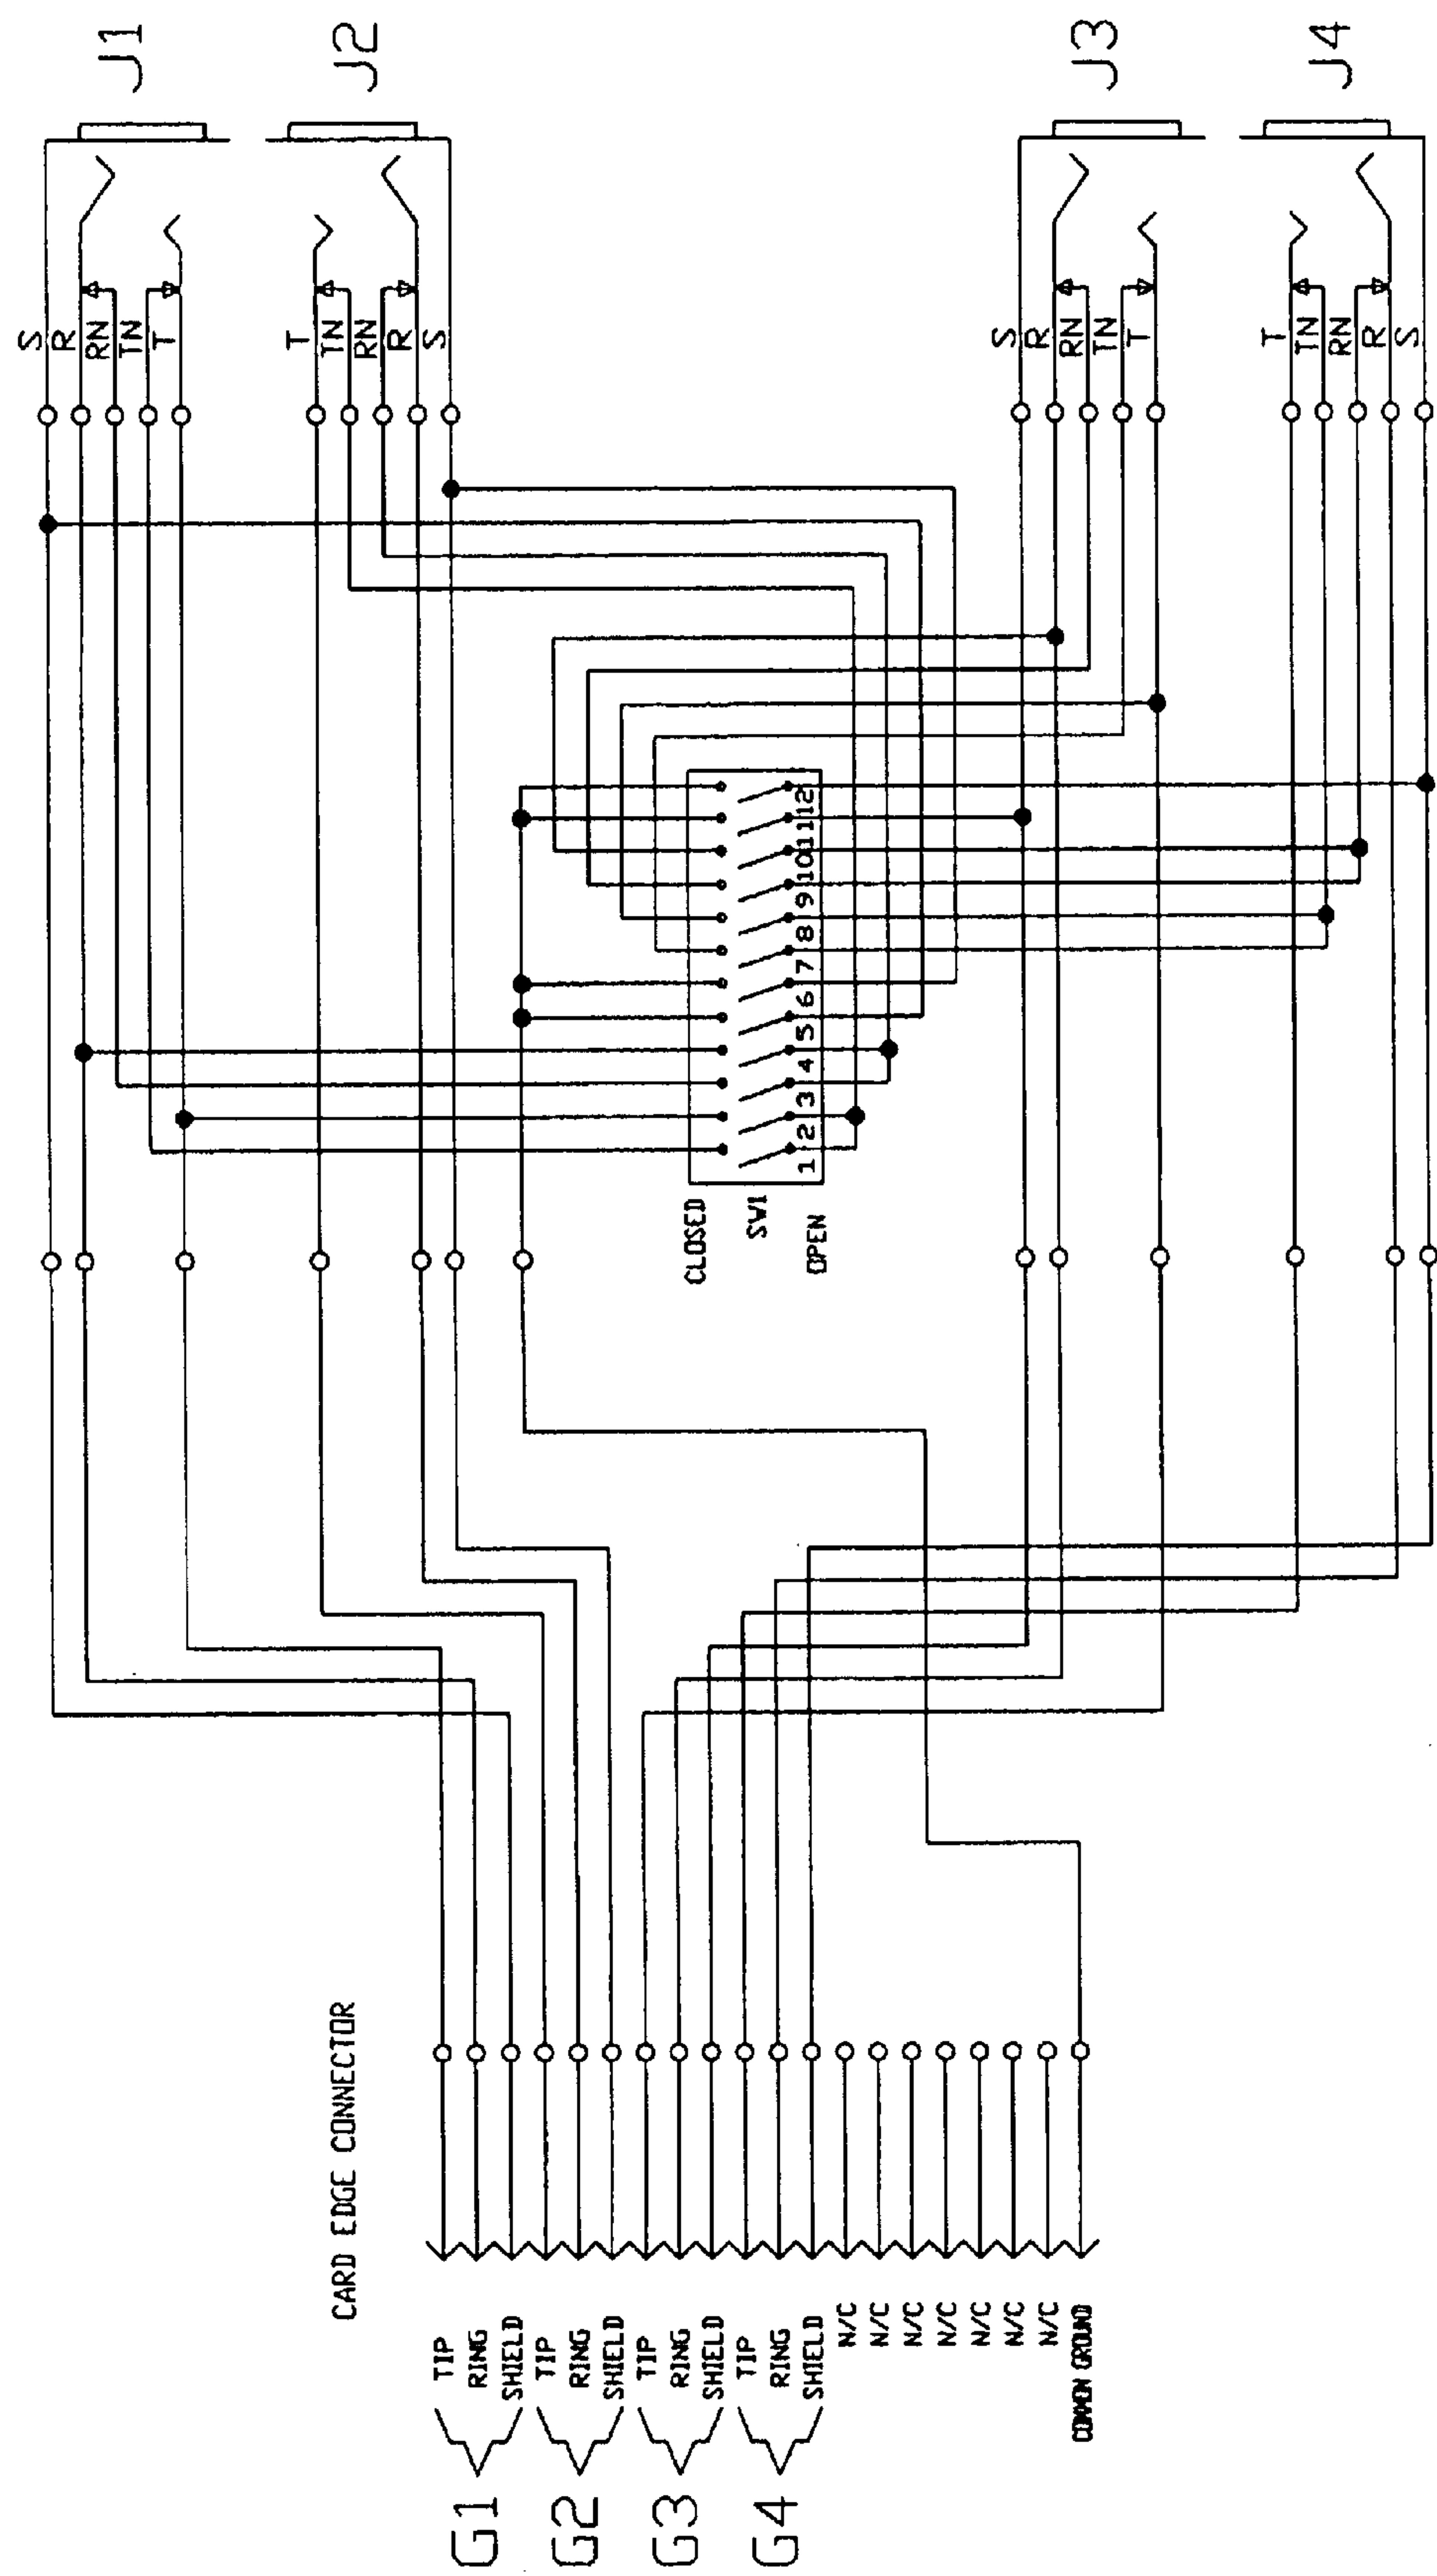 J1
J2
J3
J4
S
R
RN
TN
T
T
TN
RN
R
S
S
R
RN
TN
T
T
TN
RN
R
S
12
11
10
9
8
7
6
5
4
3
2
1
CLOSED
SW1
OPEN
CARD EDGE CONNECTOR
TIP
RING
SHIELD
TIP
RING
SHIELD
TIP
RING
SHIELD
TIP
RING
SHIELD
N/C
N/C
N/C
N/C
N/C
N/C
N/C
COMMON GROUND
G1
G2
G3
G4